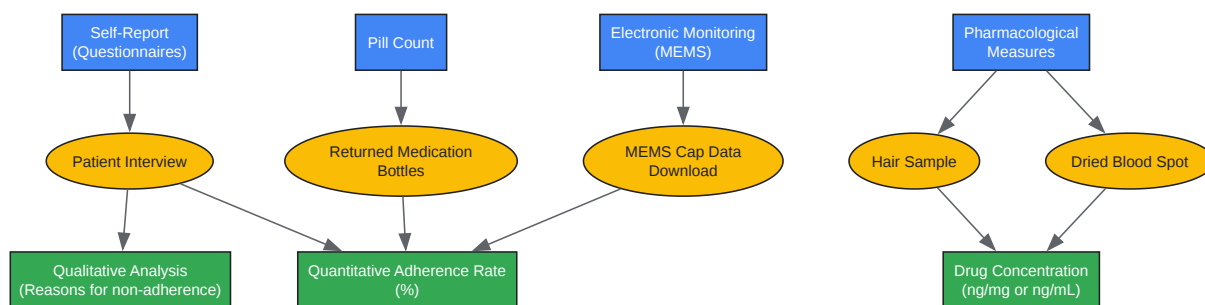 Self-Report
(Questionnaires)
Pill Count
Electronic Monitoring
(MEMS)
Pharmacological
Measures
Patient Interview
Returned Medication
Bottles
MEMS Cap Data
Download
Hair Sample
Dried Blood Spot
Qualitative Analysis
(Reasons for non-adherence)
Quantitative Adherence Rate
(%)
Drug Concentration
(ng/mg or ng/mL)